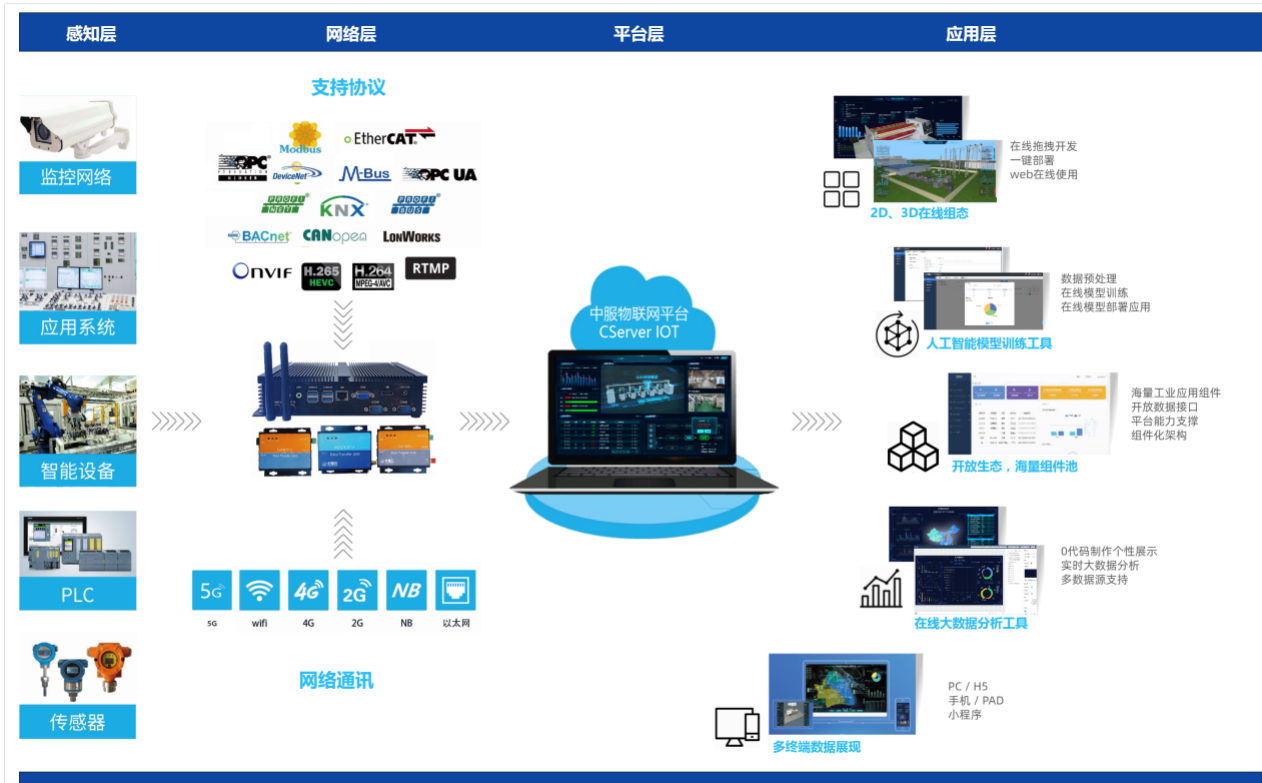 感知层
网络层
平台层
应用层
支持协议
Modbus
EtherCAT
OPC
FOUNDATION
MEMBER
DeviceNet
M-Bus
OPC UA
PROFI
NET
KNX
PROFI
BUS
BACnet
CANopen
LONWORKS
ONVIF
H.265
HEVC
H.264
MPEG-4/AVC
RTMP
监控网络
应用系统
智能设备
PLC
传感器
5G
4G
2G
NB
5G
wifi
4G
2G
NB
以太网
网络通讯
中服物联网平台
CServer IOT
在线拖拽开发
一键部署
web在线使用
2D、3D在线组态
数据预处理
在线模型训练
在线模型部署应用
人工智能模型训练工具
海量工业应用组件
开放数据接口
平台能力支撑
组件化架构
开放生态，海量组件池
0代码制作个性展示
实时大数据分析
多数据源支持
在线大数据分析工具
PC / H5
手机 / PAD
小程序
多终端数据展现